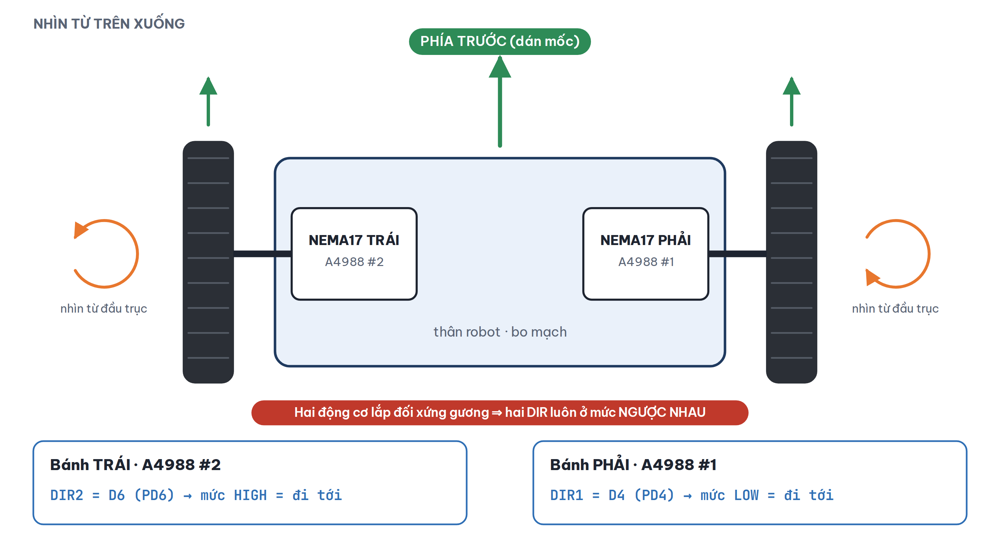 NHÌN TỪ TRÊN XUỐNG
PHÍA TRƯỚC (dán mốc)
NEMA17 TRÁI
A4988 #2
NEMA17 PHẢI
A4988 #1
nhìn từ đầu trục
nhìn từ đầu trục
thân robot · bo mạch
Hai động cơ lắp đối xứng gương ⇒ hai DIR luôn ở mức NGƯỢC NHAU
Bánh TRÁI · A4988 #2
DIR2 = D6 (PD6) → mức HIGH = đi tới
Bánh PHẢI · A4988 #1
DIR1 = D4 (PD4) → mức LOW = đi tới